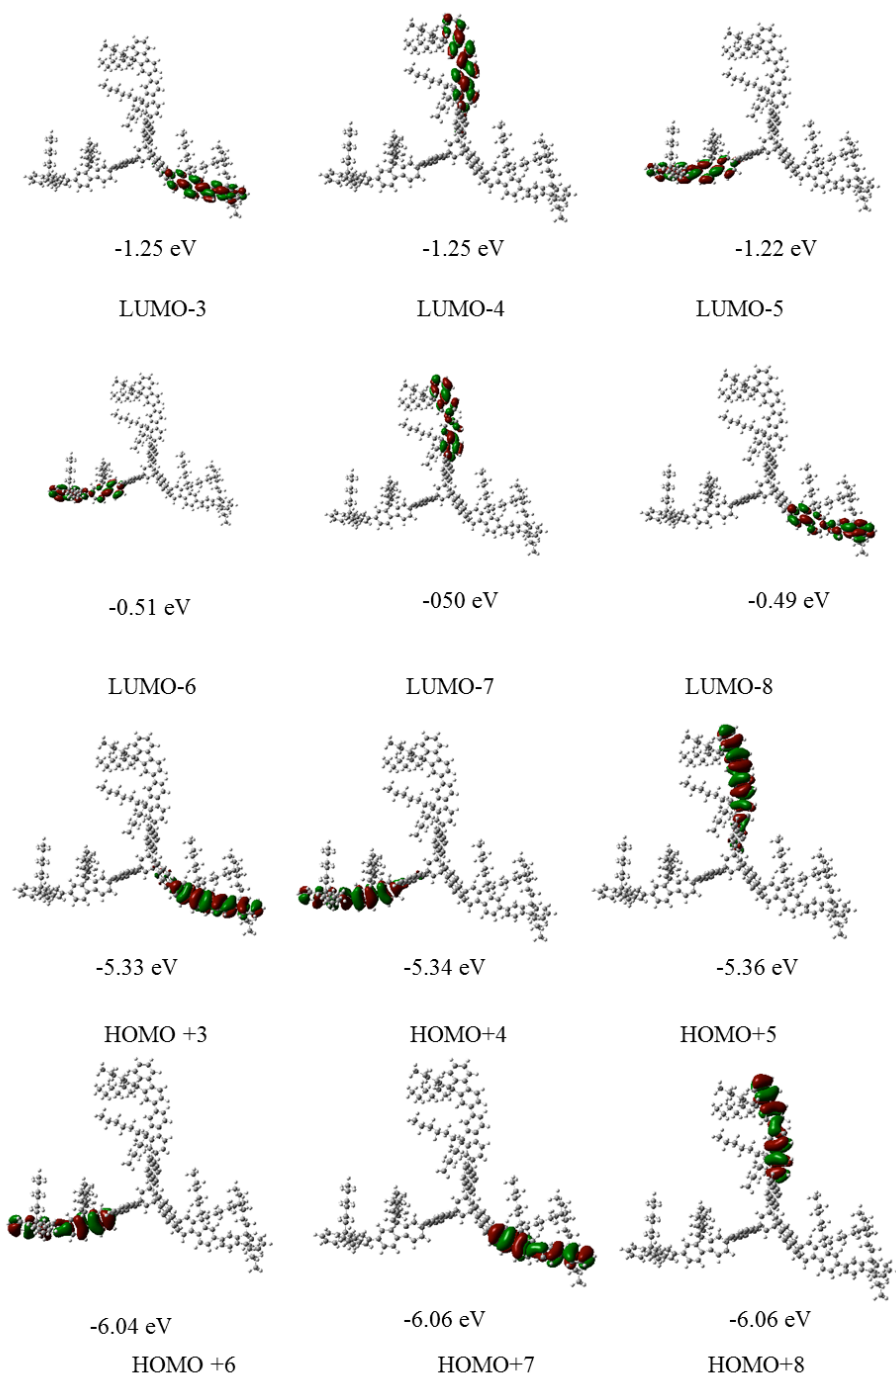 -1.25 eV -1.25 eV -1.22 eV
LUMO-3 LUMO-4 LUMO-5
-0.51 eV -050 eV -0.49 eV
LUMO-6 LUMO-7 LUMO-8
-5.33 eV -5.34 eV -5.36 eV
HOMO +3 HOMO+4 HOMO+5
-6.04 eV -6.06 eV -6.06 eV
HOMO +6 HOMO+7 HOMO+8